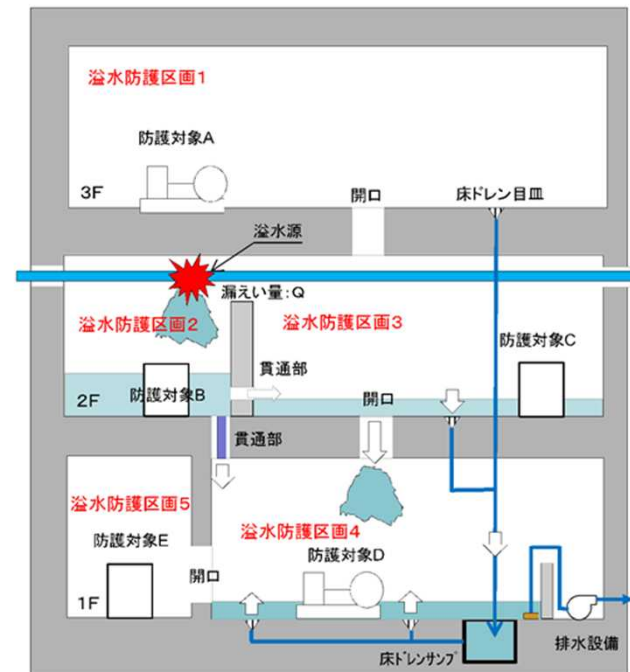 溢水防護区画1
防護対象A
3F
開口
床ドレン目皿
溢水源
漏えい量:Q
溢水防護区画2
溢水防護区画3
防護対象C
防護対象B
貫通部
2F
開口
貫通部
溢水防護区画5
溢水防護区画4
防護対象E
防護対象D
開口
1F
床ドレンサンプ
排水設備